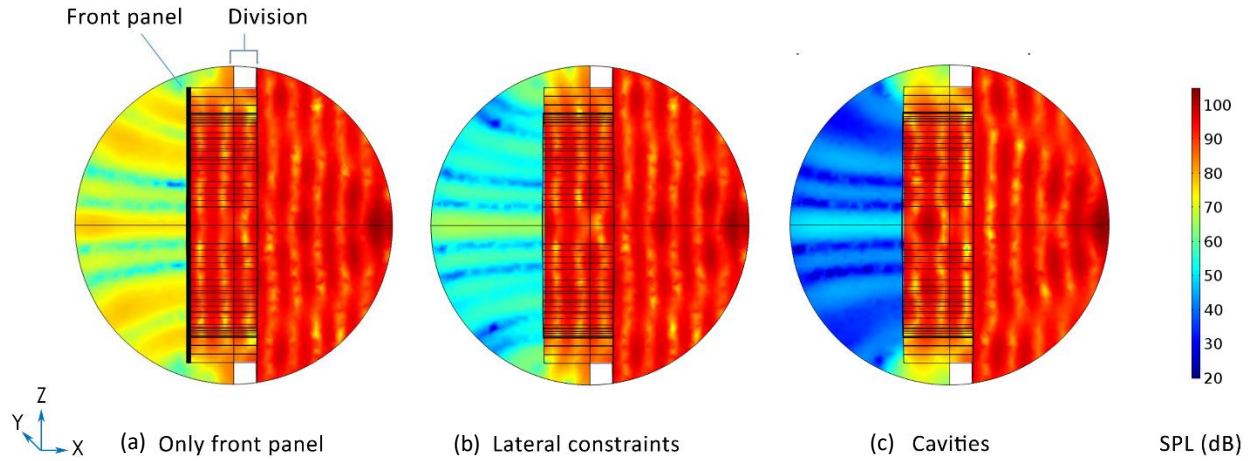 Front panel Division
100
90
80
70
60
50
40
30
20
Z
Y
X
(a) Only front panel (b) Lateral constraints (c) Cavities SPL (dB)